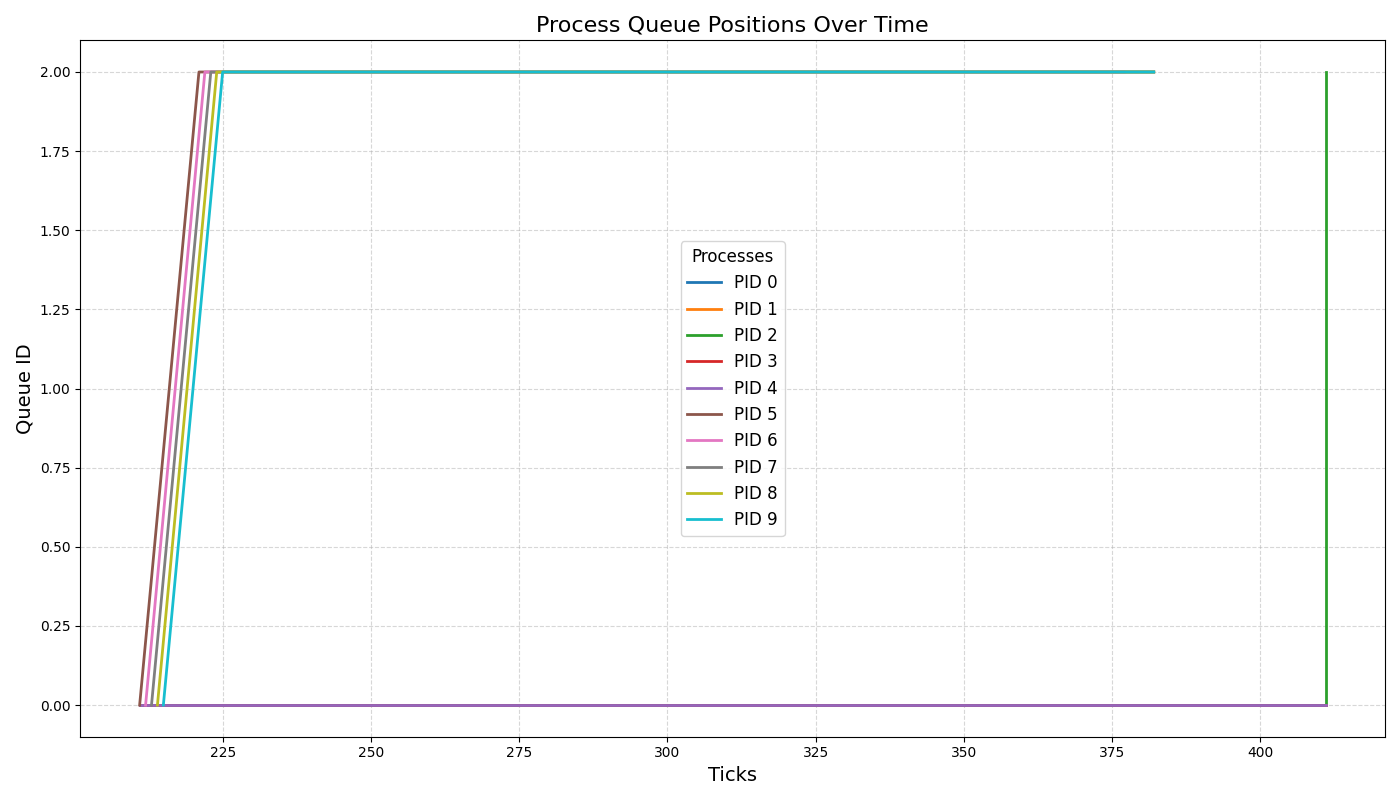 Process Queue Positions Over Time
Queue ID
2.00
1.75
1.50
1.25
1.00
0.75
0.50
0.25
0.00
Processes
PID 0
PID 1
PID 2
PID 3
PID 4
PID 5
PID 6
PID 7
PID 8
PID 9
225 250 275 300 325 350 375 400
Ticks